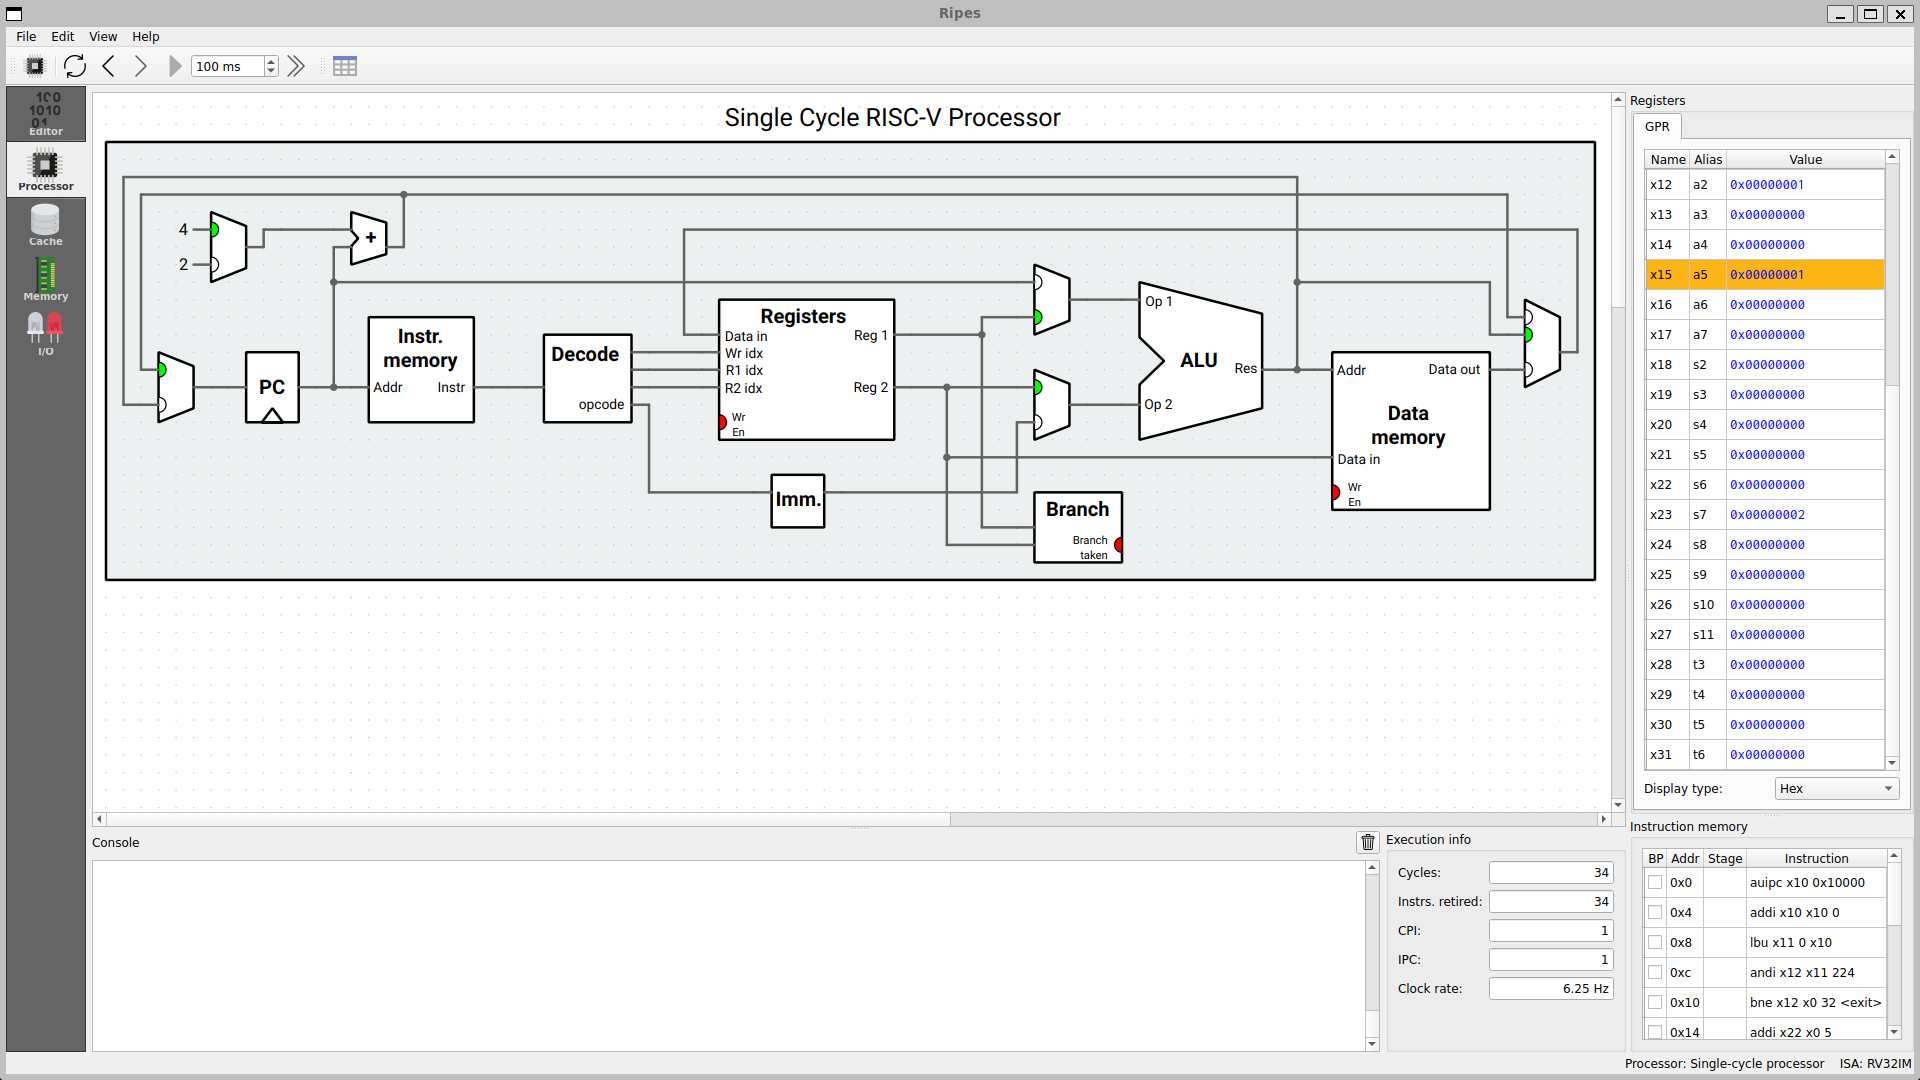 Ripes
File Edit View Help
100 ms
Editor
Processor
Cache
Memory
I/O
Single Cycle RISC-V Processor
4
2
+
PC
Instr.
memory
Addr Instr
Decode
opcode
Registers
Data in
Wr idx
R1 idx
R2 idx
Wr
En
Reg 1
Reg 2
Imm.
Op 1
Op 2
ALU
Res
Branch
Branch
taken
Addr
Data out
Data
memory
Data in
Wr
En
Registers
GPR
Name Alias Value
x12 a2 0x00000001
x13 a3 0x00000000
x14 a4 0x00000000
x15 a5 0x00000001
x16 a6 0x00000000
x17 a7 0x00000000
x18 s2 0x00000000
x19 s3 0x00000000
x20 s4 0x00000000
x21 s5 0x00000000
x22 s6 0x00000000
x23 s7 0x00000002
x24 s8 0x00000000
x25 s9 0x00000000
x26 s10 0x00000000
x27 s11 0x00000000
x28 t3 0x00000000
x29 t4 0x00000000
x30 t5 0x00000000
x31 t6 0x00000000
Display type: Hex
Console
Execution info
Cycles: 34
Instrs. retired: 34
CPI: 1
IPC: 1
Clock rate: 6.25 Hz
Instruction memory
BP Addr Stage Instruction
0x0 auipc x10 0x10000
0x4 addi x10 x10 0
0x8 lbu x11 0 x10
0xc andi x12 x11 224
0x10 bne x12 x0 32 <exit>
0x14 addi x22 x0 5
Processor: Single-cycle processor ISA: RV32IM